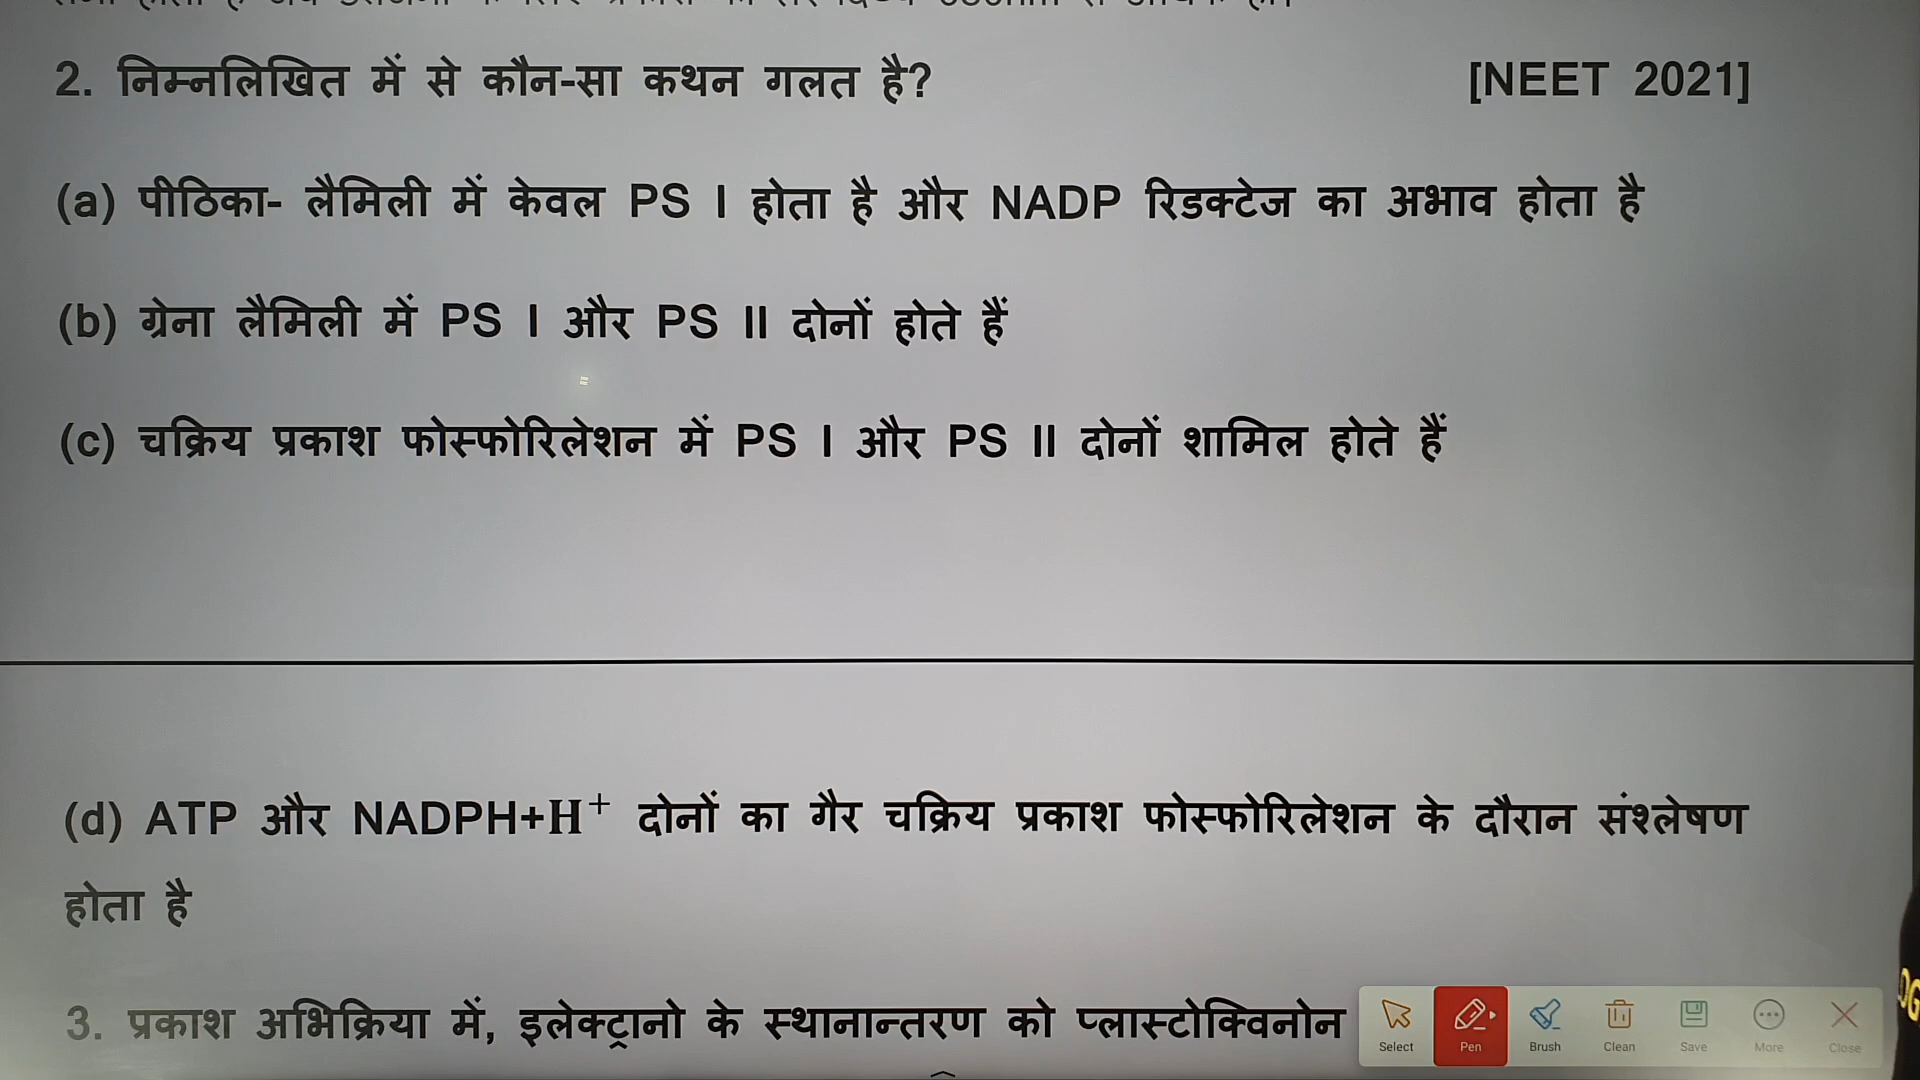 2. निम्नलिखित में से कौन-सा कथन गलत है? [NEET 2021]
(a) पीठिका- लैमिली में केवल PS I होता है और NADP रिडक्टेज का अभाव होता है
(b) ग्रेना लैमिली में PS I और PS II दोनों होते हैं
(c) चक्रिय प्रकाश फोस्फोरिलेशन में PS I और PS II दोनों शामिल होते हैं
(d) ATP और NADPH+H⁺ दोनों का गैर चक्रिय प्रकाश फोस्फोरिलेशन के दौरान संश्लेषण
होता है
3. प्रकाश अभिक्रिया में, इलेक्ट्रानो के स्थानान्तरण को प्लास्टोक्विनोन
Select Pen Brush Clean Save More Close